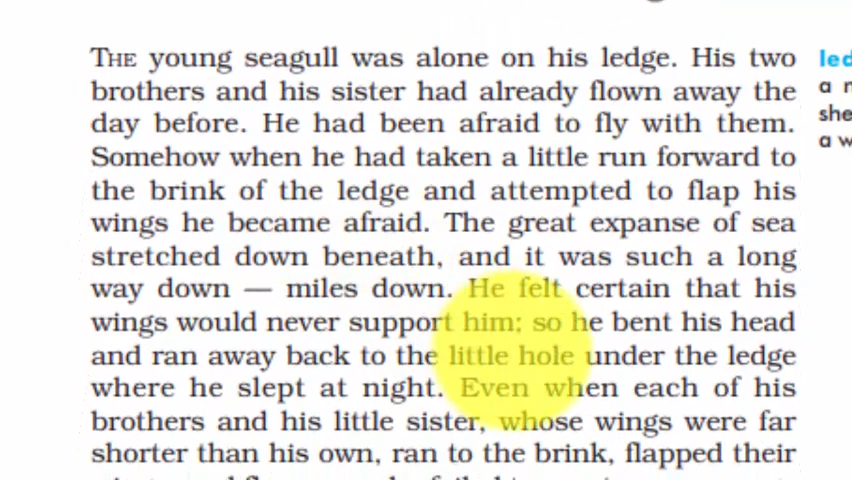 THE young seagull was alone on his ledge. His two
brothers and his sister had already flown away the
day before. He had been afraid to fly with them.
Somehow when he had taken a little run forward to
the brink of the ledge and attempted to flap his
wings he became afraid. The great expanse of sea
stretched down beneath, and it was such a long
way down — miles down. He felt certain that his
wings would never support him; so he bent his head
and ran away back to the little hole under the ledge
where he slept at night. Even when each of his
brothers and his little sister, whose wings were far
shorter than his own, ran to the brink, flapped their
a
a